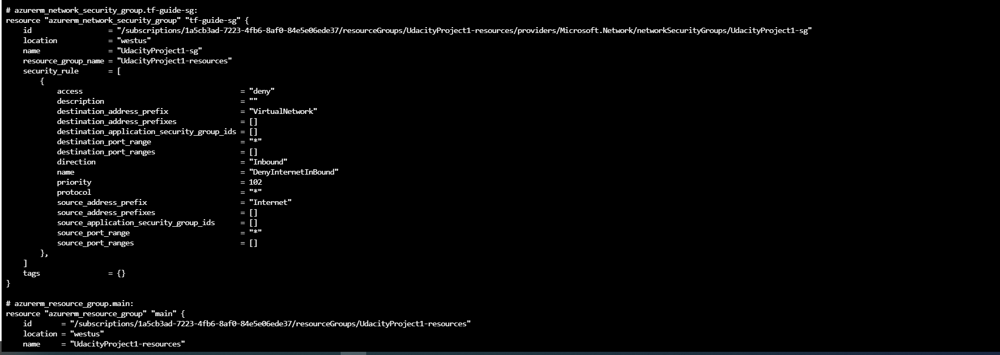 # azurerm_network_security_group.tf-guide-sg:
resource "azurerm_network_security_group" "tf-guide-sg" {
    id                  = "/subscriptions/1a5cb3ad-7223-4fb6-8af0-84e5e06ede37/resourceGroups/UdacityProject1-resources/providers/Microsoft.Network/networkSecurityGroups/UdacityProject1-sg"
    location            = "westus"
    name                = "UdacityProject1-sg"
    resource_group_name = "UdacityProject1-resources"
    security_rule       = [
        {
            access                                     = "deny"
            description                                = ""
            destination_address_prefix                 = "VirtualNetwork"
            destination_address_prefixes               = []
            destination_application_security_group_ids = []
            destination_port_range                     = "*"
            destination_port_ranges                    = []
            direction                                  = "Inbound"
            name                                       = "DenyInternetInBound"
            priority                                   = 102
            protocol                                   = "*"
            source_address_prefix                      = "Internet"
            source_address_prefixes                    = []
            source_application_security_group_ids      = []
            source_port_range                          = "*"
            source_port_ranges                         = []
        },
    ]
    tags                = {}
}

# azurerm_resource_group.main:
resource "azurerm_resource_group" "main" {
    id       = "/subscriptions/1a5cb3ad-7223-4fb6-8af0-84e5e06ede37/resourceGroups/UdacityProject1-resources"
    location = "westus"
    name     = "UdacityProject1-resources"